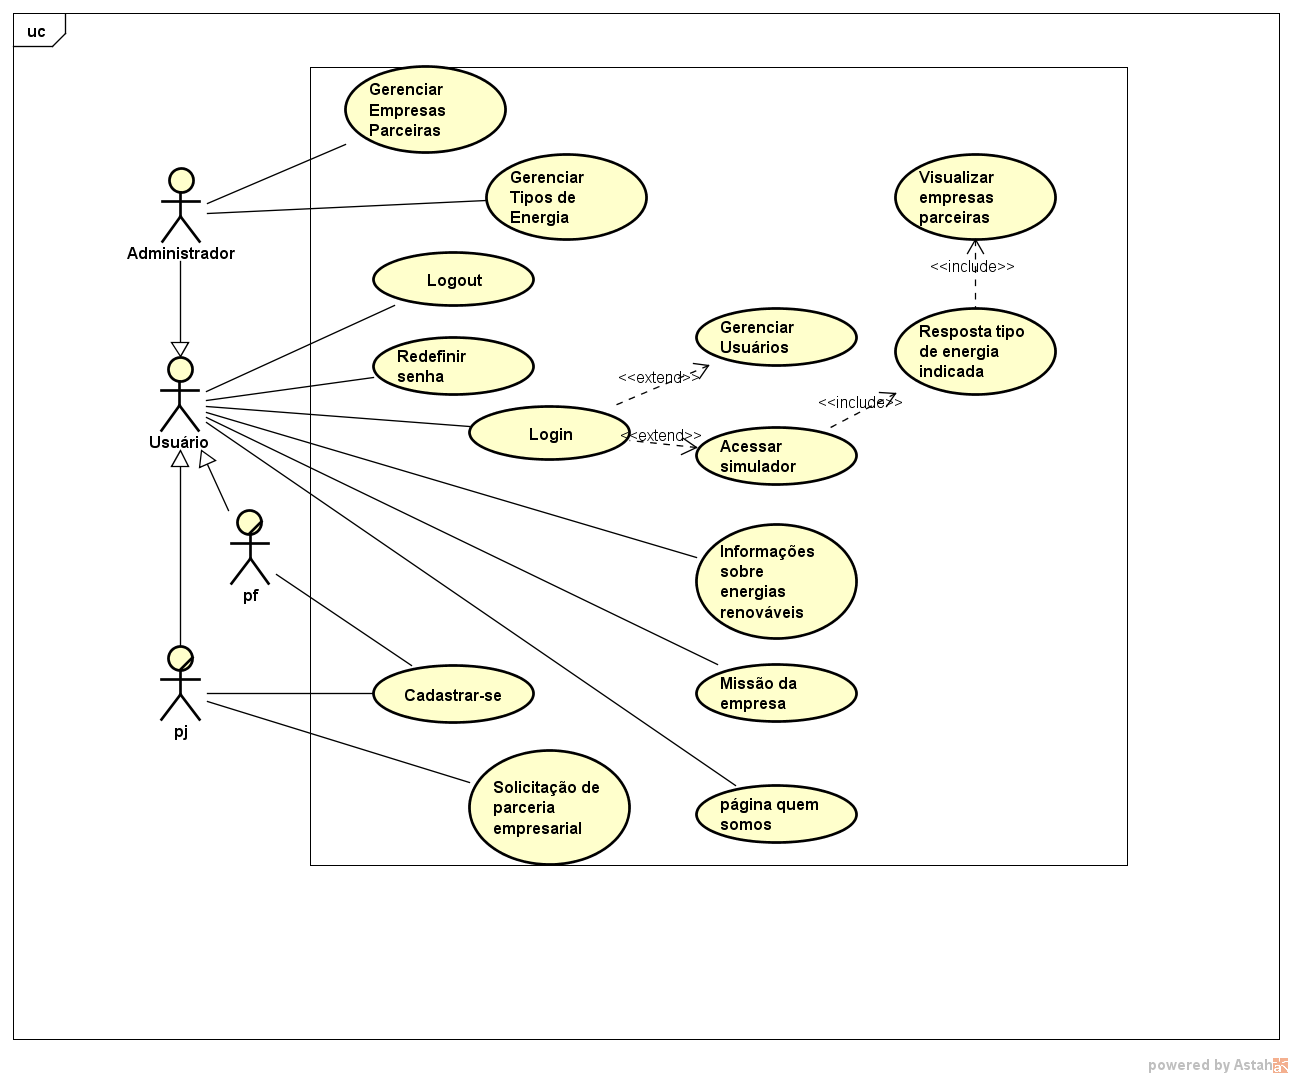 uc
Gerenciar
Empresas
Parceiras
Gerenciar
Tipos de
Energia
Visualizar
empresas
parceiras
Administrador
<<include>>
Logout
Gerenciar
Usuários
Resposta tipo
de energia
indicada
Redefinir
senha
<<extend>>
<<include>>
Usuário
Login
<<extend>>
Acessar
simulador
pf
Informações
sobre
energias
renováveis
pj
Cadastrar-se
Missão da
empresa
Solicitação de
parceria
empresarial
página quem
somos
powered by Astah